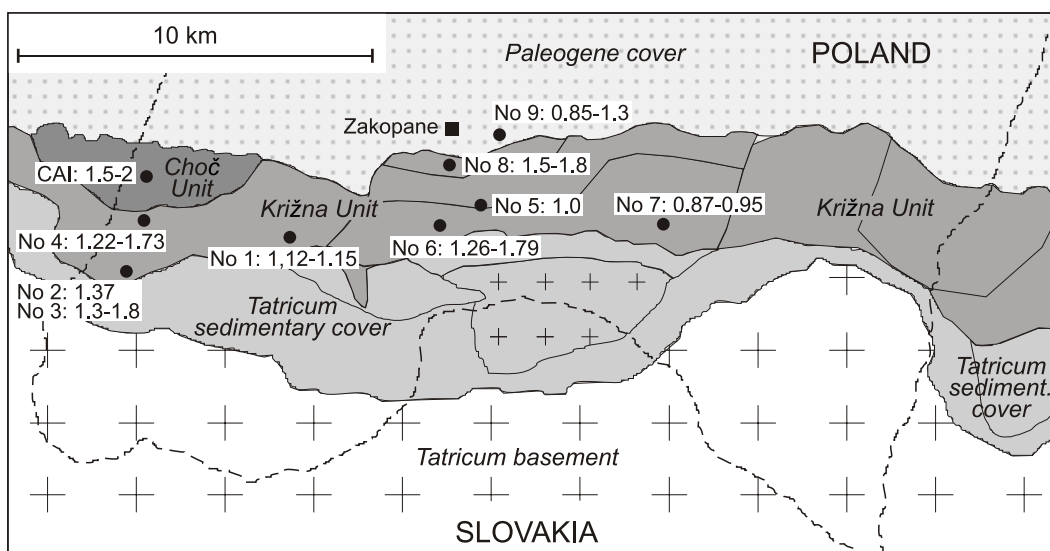 10 km
Paleogene cover
POLAND
No 9: 0.85-1.3
Zakopane
No 8: 1.5-1.8
Choč
Unit
CAI: 1.5-2
Križna Unit
No 5: 1.0
No 7: 0.87-0.95
Križna Unit
No 4: 1.22-1.73
No 1: 1,12-1.15
No 6: 1.26-1.79
No 2: 1.37
No 3: 1.3-1.8
Tatricum
sedimentary cover
Tatricum
sediment.
cover
Tatricum basement
SLOVAKIA